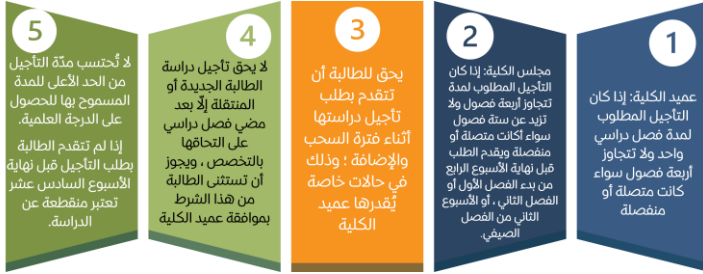 1
عميد الكلية: إذا كان
التأجيل المطلوب
لمدة فصل دراسي
واحد ولا تتجاوز
أربعة فصول سواء
كانت متصلة أو
منفصلة
2
مجلس الكلية: إذا كان
التأجيل المطلوب لمدة
تتجاوز أربعة فصول ولا
تزيد عن ستة فصول
سواء أكانت متصلة أو
منفصلة ويقدم الطلب
قبل نهاية الأسبوع الرابع
من بدء الفصل الأول أو
الفصل الثاني ، أو الأسبوع
الثاني من الفصل
الصيفي.
3
يحق للطالبة أن
تتقدم بطلب
تأجيل دراستها
أثناء فترة السحب
والإضافة ؛ وذلك
في حالات خاصة
يُقدرها عميد
الكلية
4
لا يحق تأجيل دراسة
الطالبة الجديدة أو
المنتقلة إلّا بعد
مضي فصل دراسي
على التحاقها
بالتخصص ، ويجوز
أن تستثنى الطالبة
من هذا الشرط
بموافقة عميد الكلية
5
لا تُحتسب مدّة التأجيل
من الحد الأعلى للمدة
المسموح بها للحصول
على الدرجة العلمية.
إذا لم تتقدم الطالبة
بطلب التأجيل قبل نهاية
الأسبوع السادس عشر
تعتبر منقطعة عن
الدراسة.